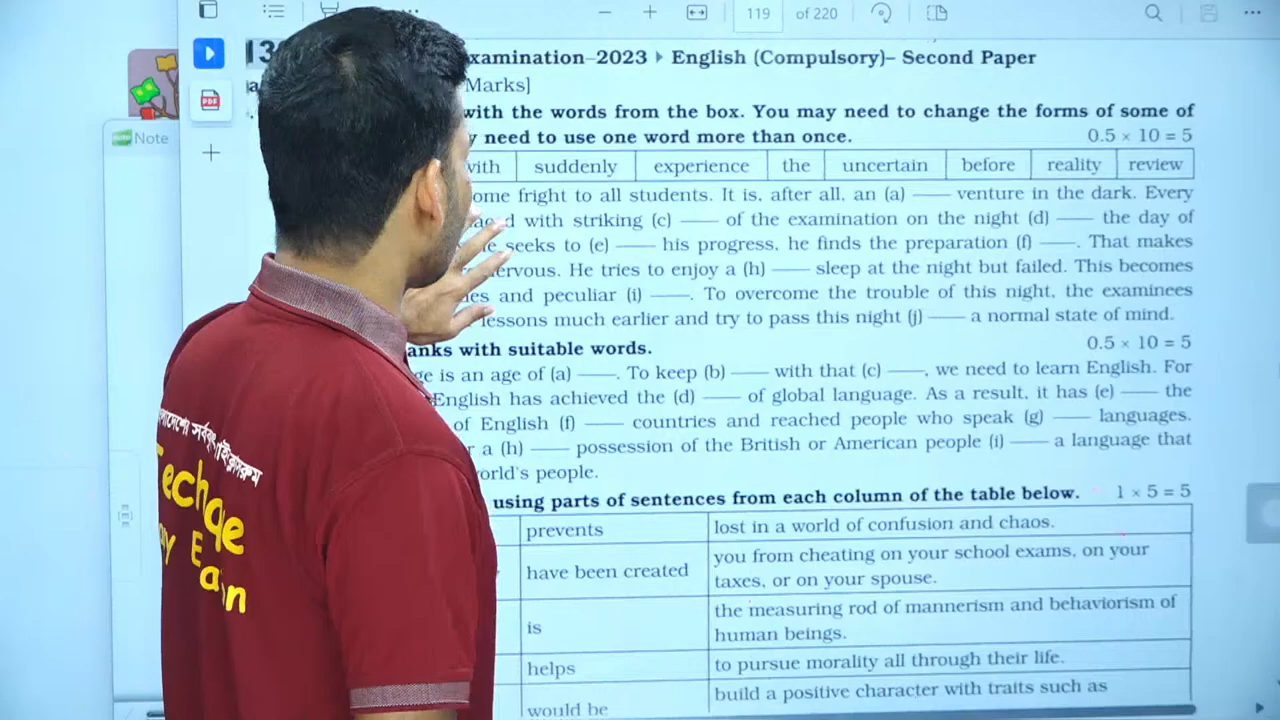 119 of 220
13
xamination–2023 ▸ English (Compulsory)– Second Paper
Marks]
with the words from the box. You may need to change the forms of some of
need to use one word more than once. 0.5 × 10 = 5
with suddenly experience the uncertain before reality review
Note
ome fright to all students. It is, after all, an (a) —— venture in the dark. Every
with striking (c) —— of the examination on the night (d) —— the day of
seeks to (e) —— his progress, he finds the preparation (f) ——. That makes
nervous. He tries to enjoy a (h) —— sleep at the night but failed. This becomes
and peculiar (i) ——. To overcome the trouble of this night, the examinees
lessons much earlier and try to pass this night (j) —— a normal state of mind.
anks with suitable words. 0.5 × 10 = 5
ge is an age of (a) ——. To keep (b) —— with that (c) ——, we need to learn English. For
English has achieved the (d) —— of global language. As a result, it has (e) —— the
of English (f) —— countries and reached people who speak (g) —— languages.
r a (h) —— possession of the British or American people (i) —— a language that
orld's people.
using parts of sentences from each column of the table below. 1 × 5 = 5
prevents lost in a world of confusion and chaos.
have been created you from cheating on your school exams, on your
taxes, or on your spouse.
is the measuring rod of mannerism and behaviorism of
human beings.
helps to pursue morality all through their life.
would be build a positive character with traits such as
PDF